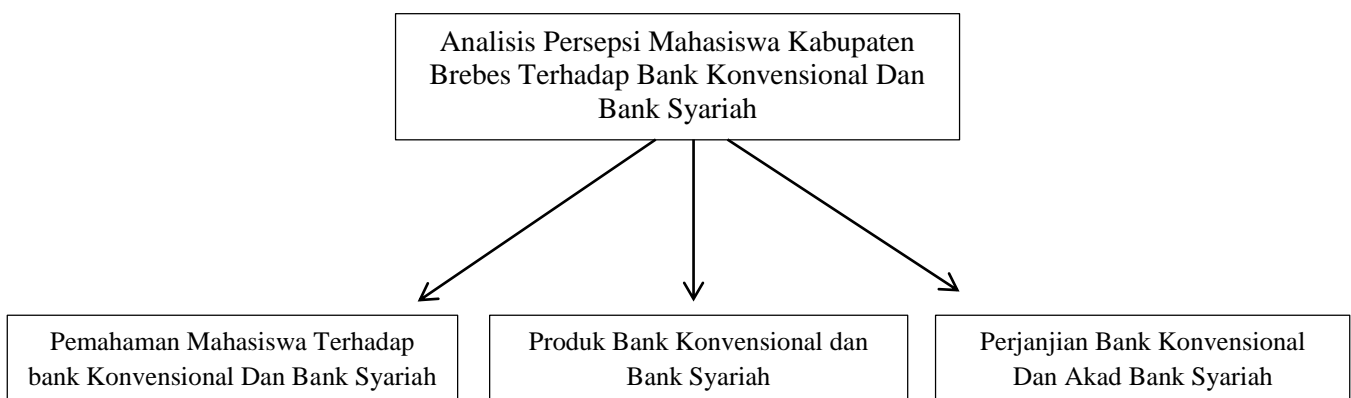 Analisis Persepsi Mahasiswa Kabupaten
Brebes Terhadap Bank Konvensional Dan
Bank Syariah
Pemahaman Mahasiswa Terhadap
bank Konvensional Dan Bank Syariah
Produk Bank Konvensional dan
Bank Syariah
Perjanjian Bank Konvensional
Dan Akad Bank Syariah